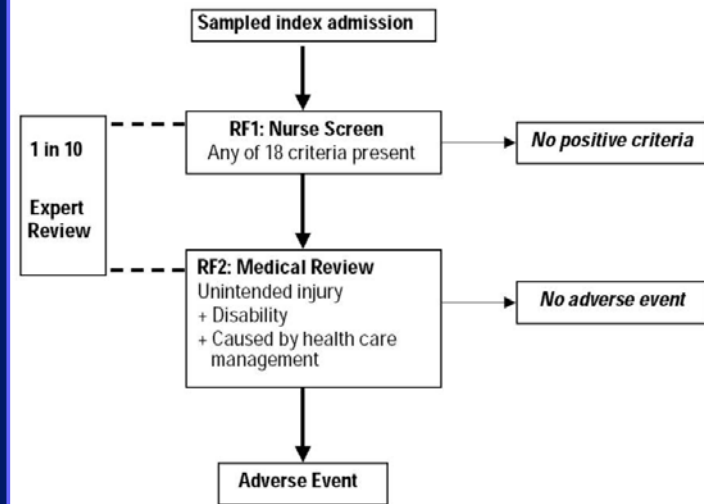 Sampled index admission
RF1: Nurse Screen
Any of 18 criteria present
No positive criteria
1 in 10
Expert
Review
RF2: Medical Review
Unintended injury
+ Disability
+ Caused by health care
management
No adverse event
Adverse Event